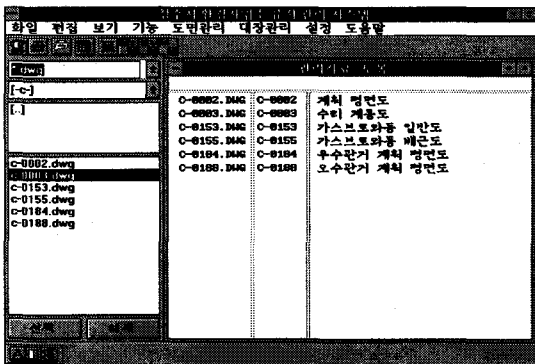 화일 편집 보기 기능 도면관리 대장관리 설정 도움말
*.dwg
[-c-]
[..]
c-0002.dwg
c-0003.dwg
c-0153.dwg
c-0155.dwg
c-0184.dwg
c-0188.dwg
C-0002.DWG C-0002 계획 평면도
C-0003.DWG C-0003 수리 계통도
C-0153.DWG C-0153 가스브로와동 일반도
C-0155.DWG C-0155 가스브로와동 배근도
C-0184.DWG C-0184 우수관거 계획 평면도
C-0188.DWG C-0188 오수관거 계획 평면도